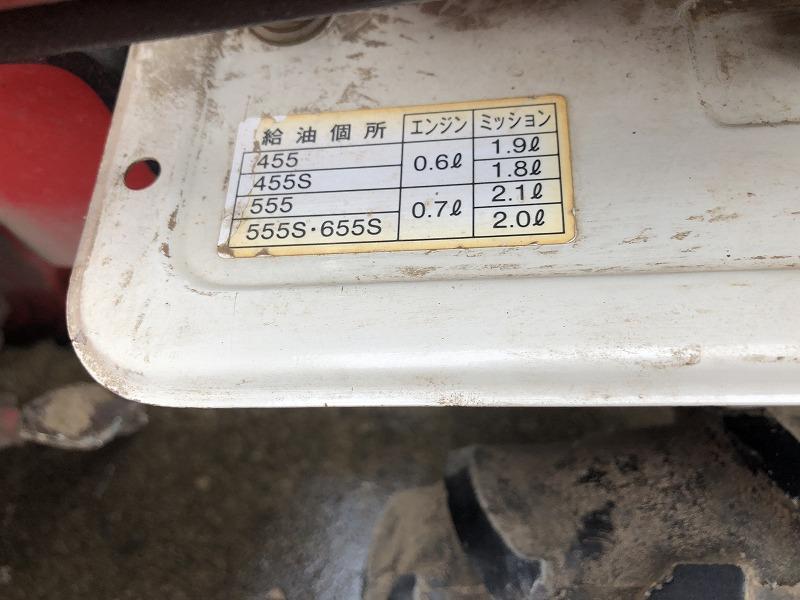 給油個所 エンジン ミッション
455 0.6ℓ 1.9ℓ
455S 1.8ℓ
555 0.7ℓ 2.1ℓ
555S・655S 2.0ℓ